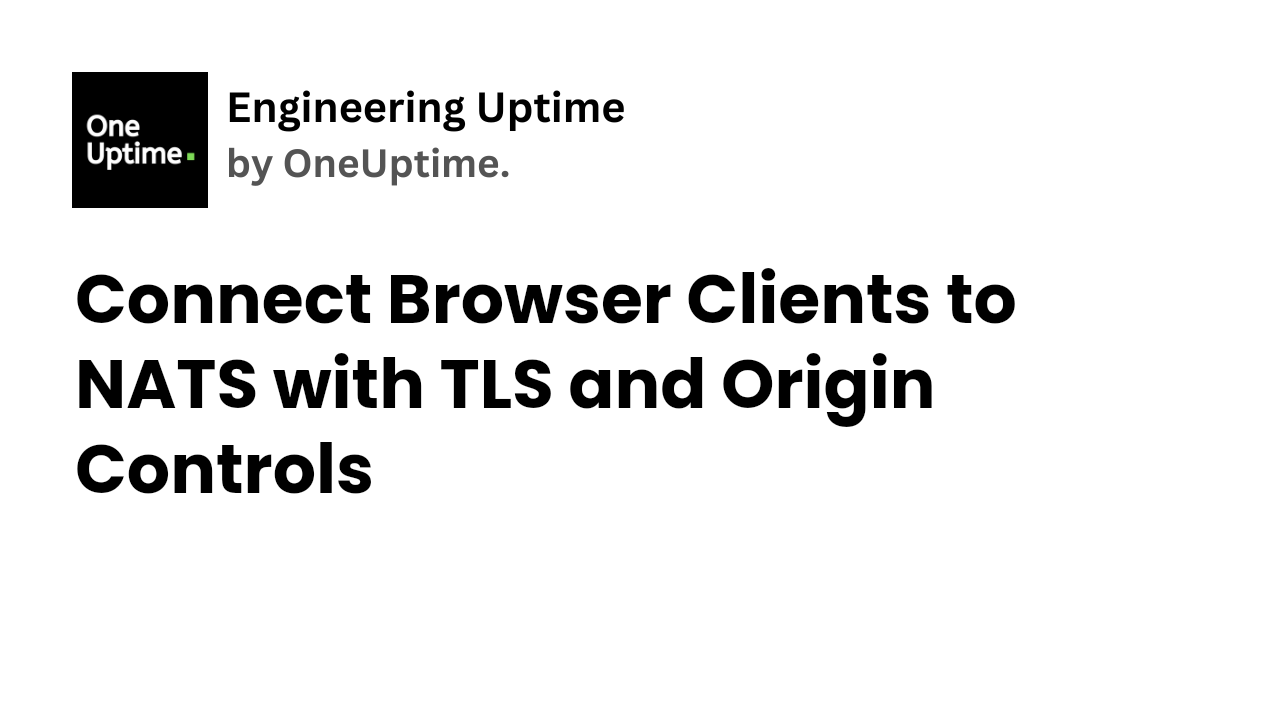 One
Uptime
Engineering Uptime
by OneUptime.
Connect Browser Clients to
NATS with TLS and Origin
Controls